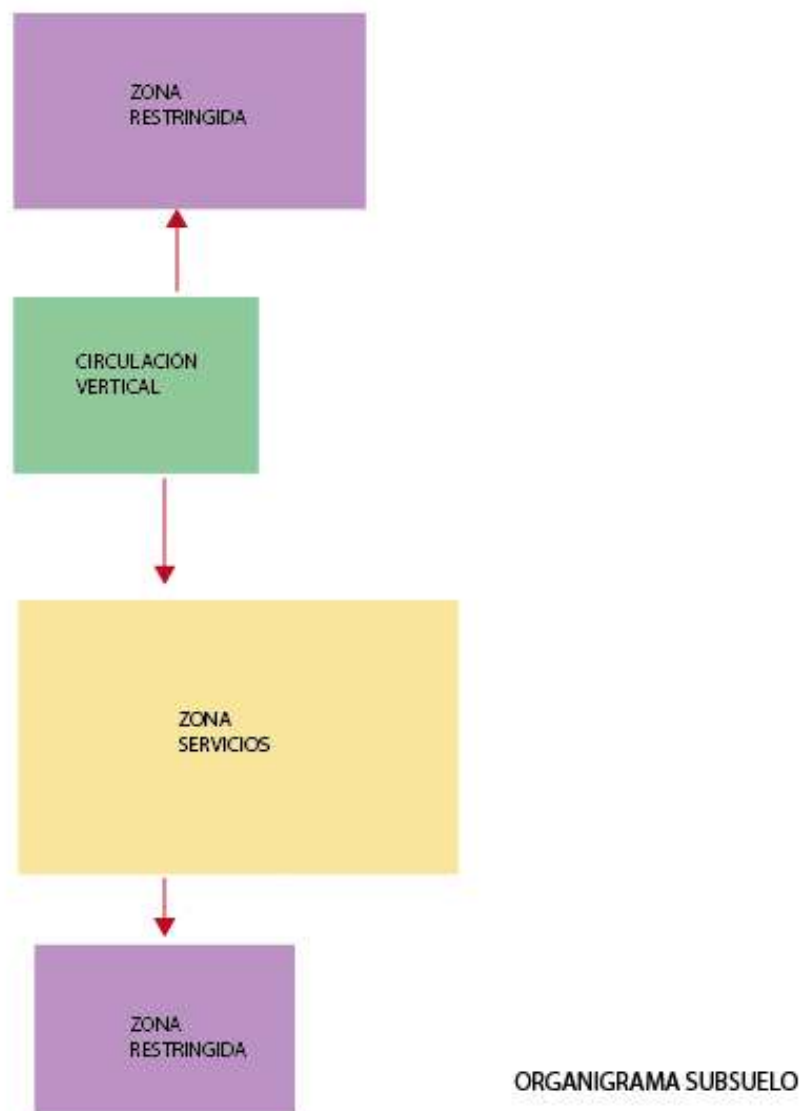 ZONA
RESTRINGIDA
CIRCULACIÓN
VERTICAL
ZONA
SERVICIOS
ZONA
RESTRINGIDA
ORGANIGRAMA SUBSUELO